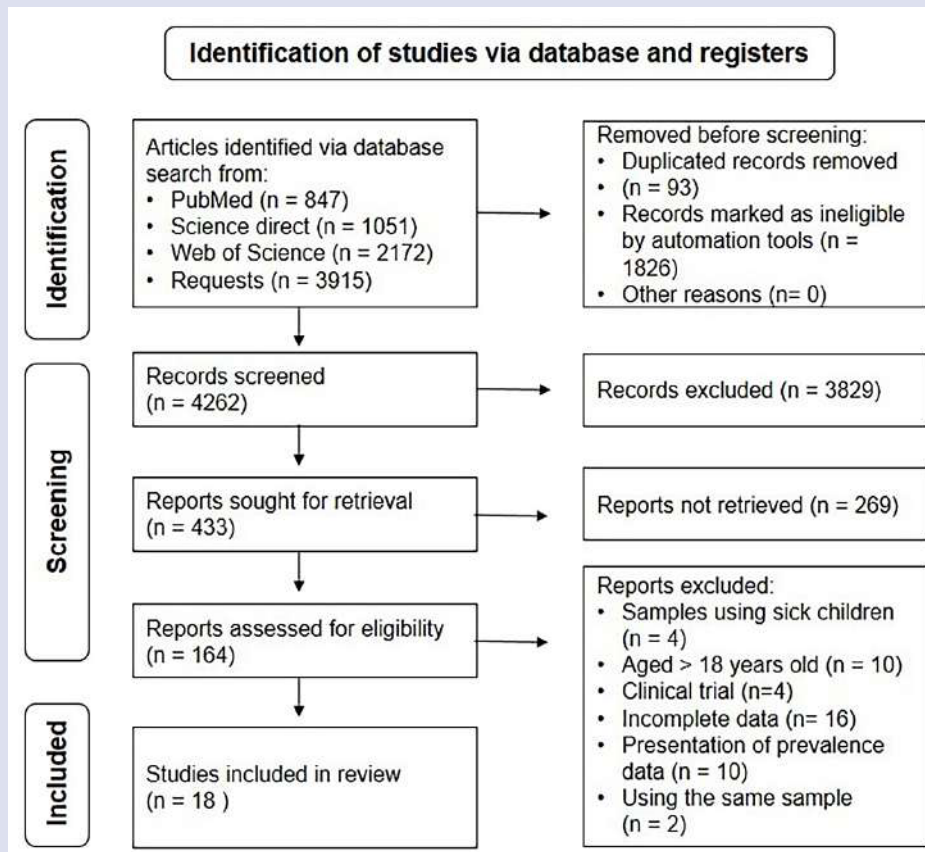 Identification of studies via database and registers
Identification
Articles identified via database
search from:
• PubMed (n = 847)
• Science direct (n = 1051)
• Web of Science (n = 2172)
• Requests (n = 3915)
Removed before screening:
• Duplicated records removed
• (n = 93)
• Records marked as ineligible
by automation tools (n =
1826)
• Other reasons (n= 0)
Screening
Records screened
(n = 4262)
Records excluded (n = 3829)
Reports sought for retrieval
(n = 433)
Reports not retrieved (n = 269)
Reports assessed for eligibility
(n = 164)
Reports excluded:
• Samples using sick children
(n = 4)
• Aged > 18 years old (n = 10)
• Clinical trial (n=4)
• Incomplete data (n= 16)
• Presentation of prevalence
data (n = 10)
• Using the same sample
(n = 2)
Included
Studies included in review
(n = 18 )